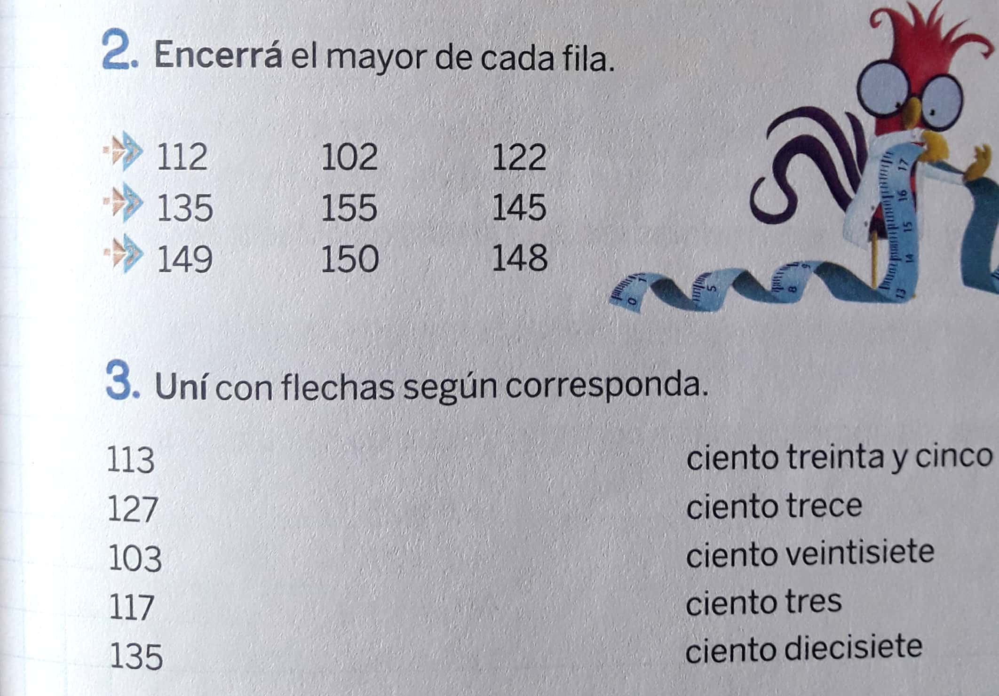 2. Encerrá el mayor de cada fila.
112 102 122
135 155 145
149 150 148
0 1 5 8 9 13 14 15 16 17
3. Uní con flechas según corresponda.
113 ciento treinta y cinco
127 ciento trece
103 ciento veintisiete
117 ciento tres
135 ciento diecisiete